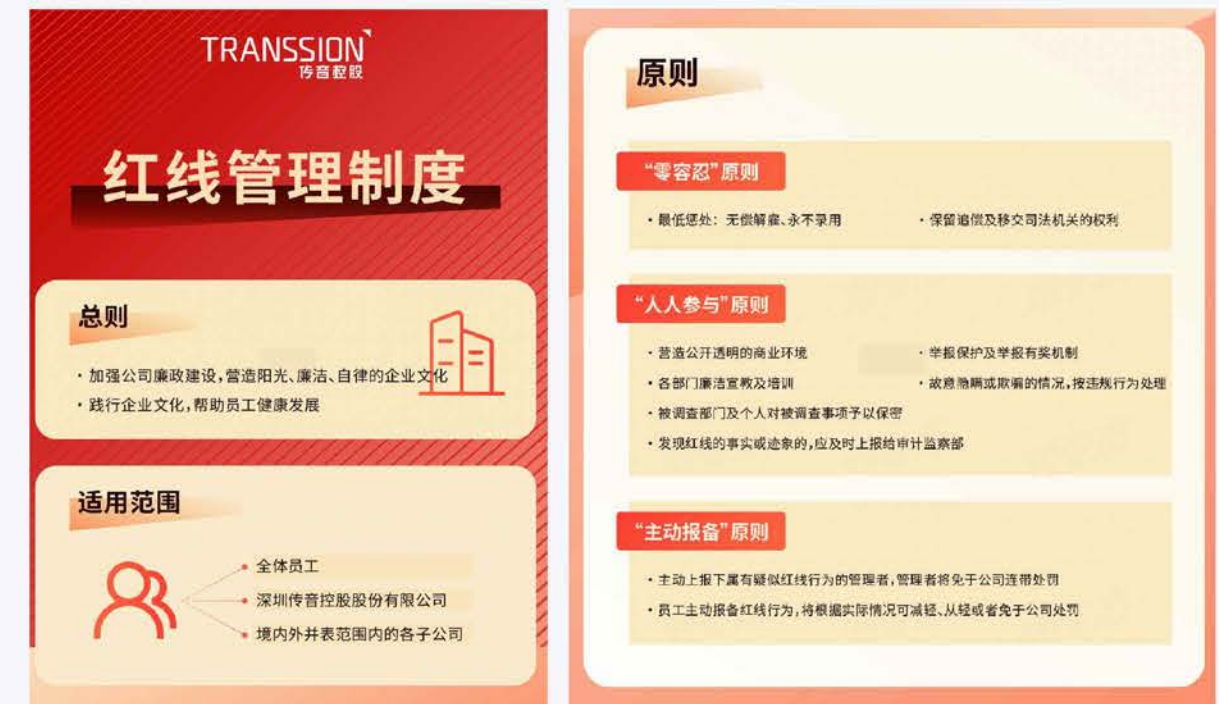 TRANSSION
传音控股
红线管理制度
总则
· 加强公司廉政建设,营造阳光、廉洁、自律的企业文化
· 践行企业文化,帮助员工健康发展
适用范围
全体员工
深圳传音控股股份有限公司
境内外并表范围内的各子公司
原则
“零容忍”原则
· 最低惩处：无偿解雇、永不录用
· 保留追偿及移交司法机关的权利
“人人参与”原则
· 营造公开透明的商业环境
· 举报保护及举报有奖机制
· 各部门廉洁宣教及培训
· 故意隐瞒或欺骗的情况,按违规行为处理
· 被调查部门及个人对被调查事项予以保密
· 发现红线的事实或迹象的,应及时上报给审计监察部
“主动报备”原则
· 主动上报下属有疑似红线行为的管理者,管理者将免于公司连带处罚
· 员工主动报备红线行为,将根据实际情况可减轻、从轻或者免于公司处罚